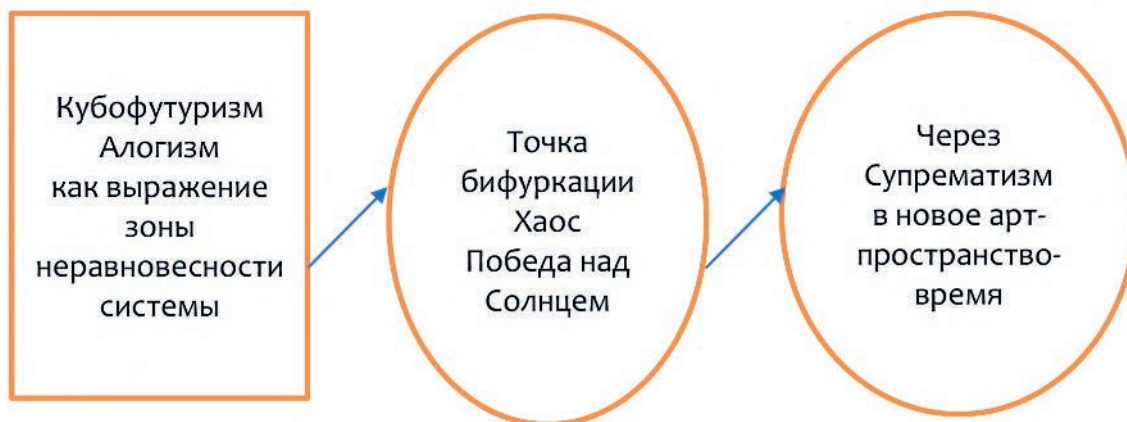 Кубофутуризм
Алогизм
как выражение
зоны
неравновесности
системы
Точка
бифуркации
Хаос
Победа над
Солнцем
Через
Супрематизм
в новое арт-
пространство-
время